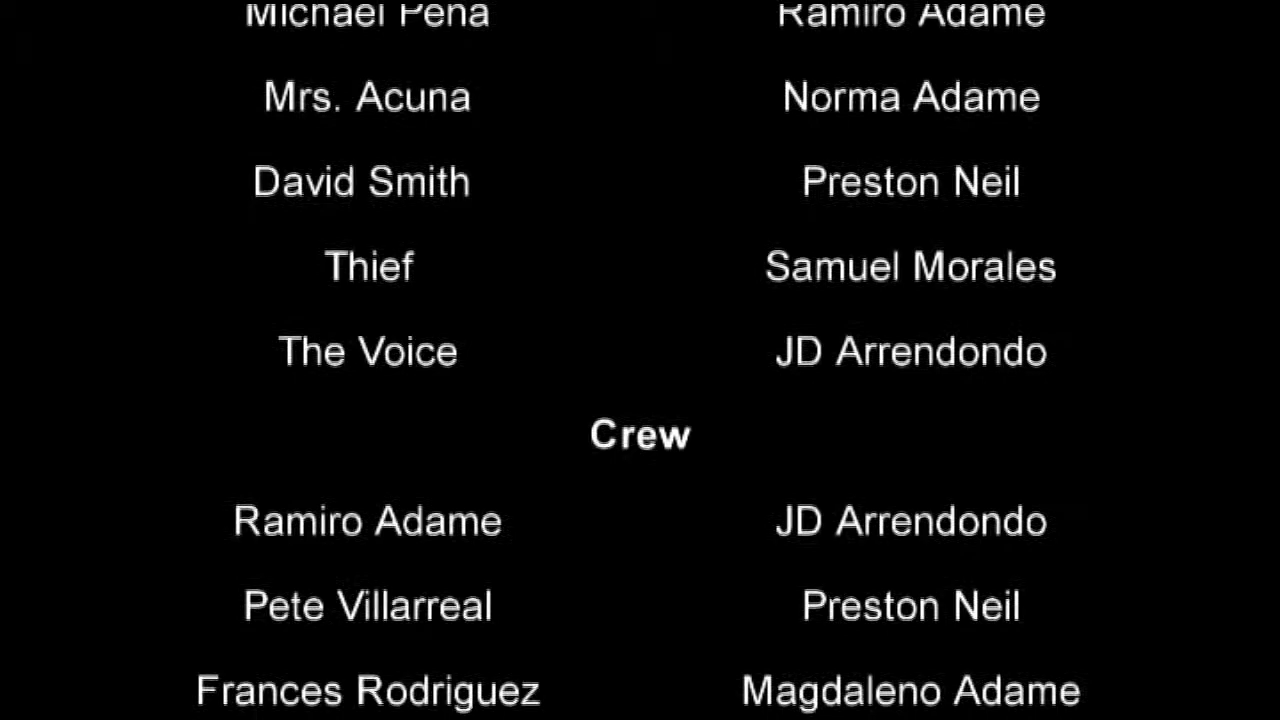 Michael Pena Ramiro Adame
Mrs. Acuna Norma Adame
David Smith Preston Neil
Thief Samuel Morales
The Voice JD Arrendondo
Crew
Ramiro Adame JD Arrendondo
Pete Villarreal Preston Neil
Frances Rodriguez Magdaleno Adame